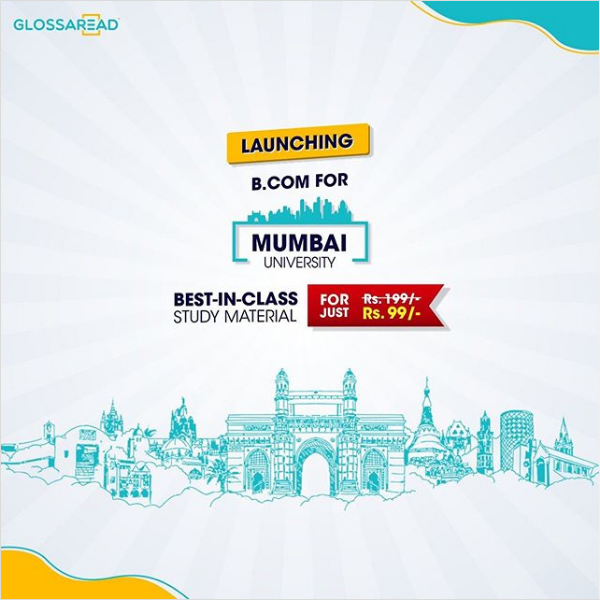 GLOSSAREAD
LAUNCHING
B.COM FOR
MUMBAI
UNIVERSITY
BEST-IN-CLASS
STUDY MATERIAL
FOR
JUST
Rs. 199/-
Rs. 99/-